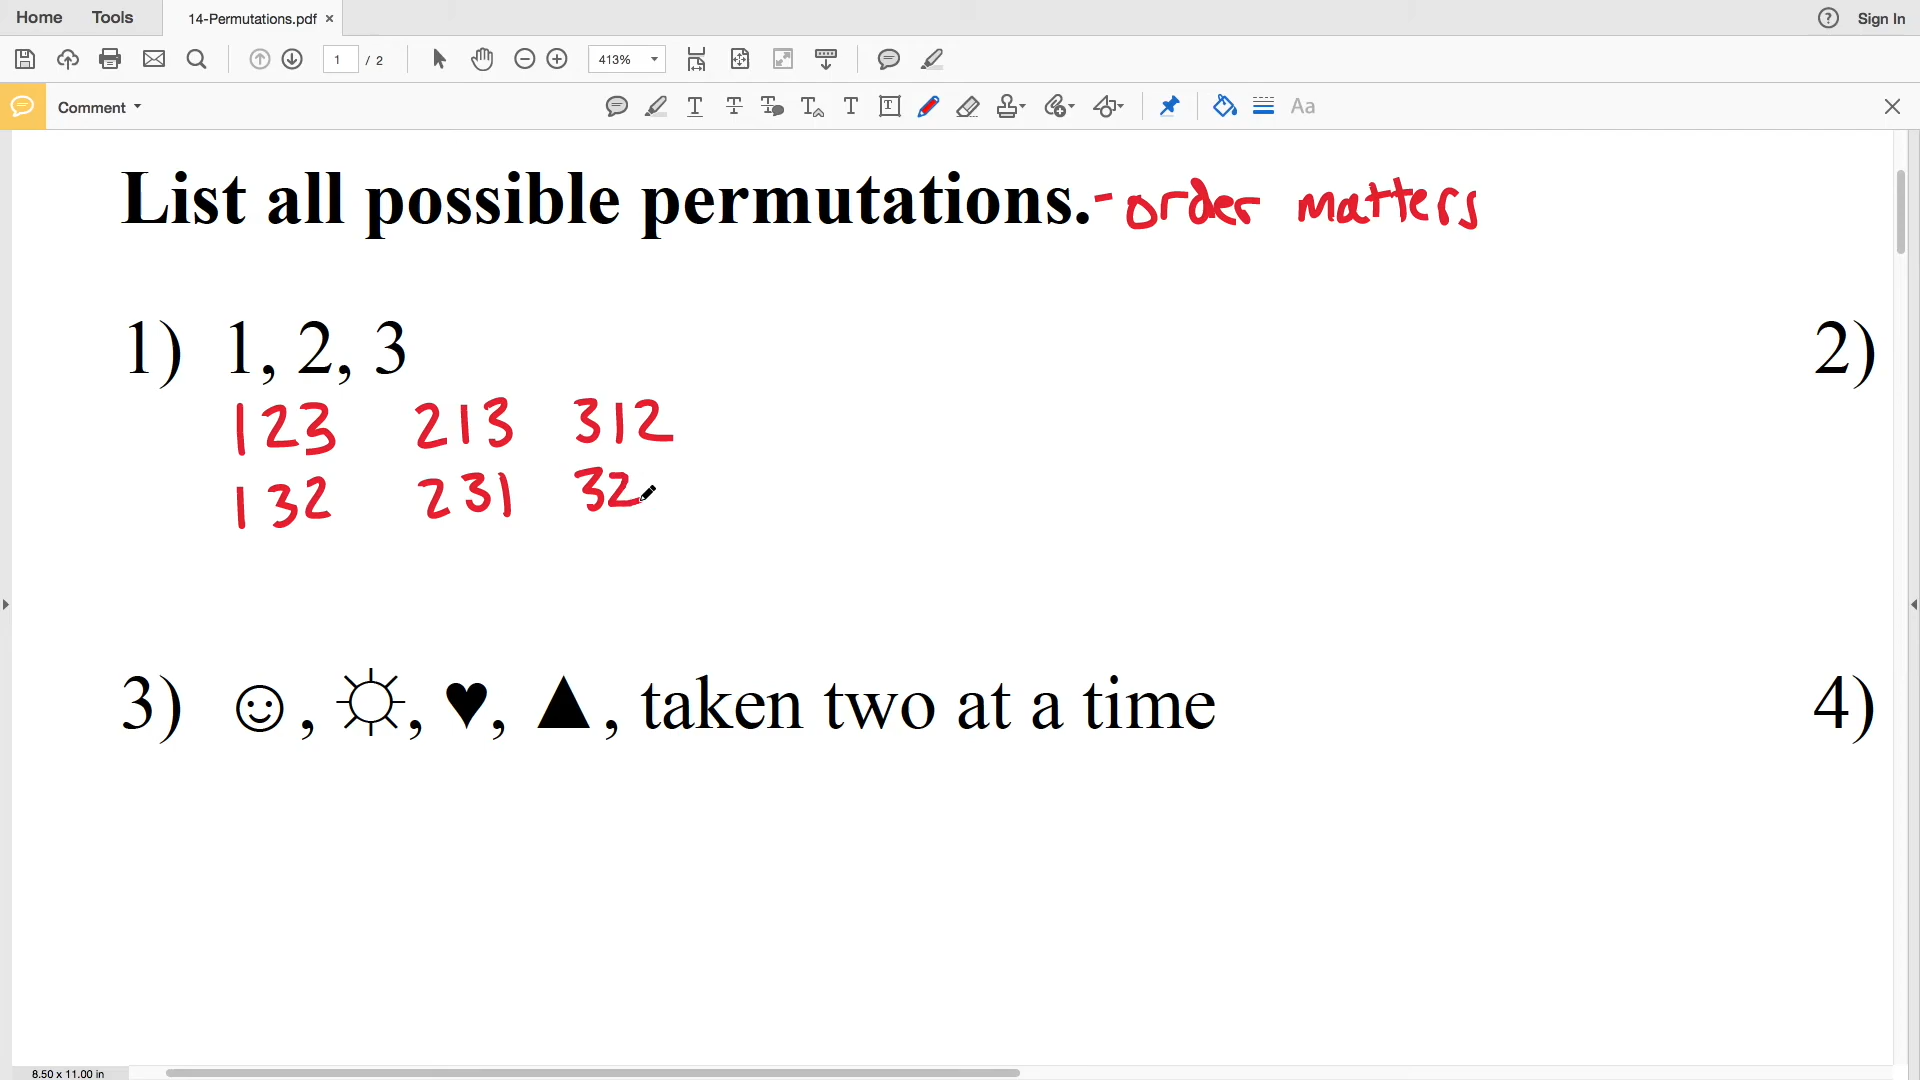 Home Tools 14-Permutations.pdf × ? Sign In
1 / 2 413%
Comment T T T T T T Aa
List all possible permutations. - order matters
1) 1, 2, 3 2)
123 213 312
132 231 32
3) ☺, ☼, ♥, ▲, taken two at a time 4)
8.50 x 11.00 in